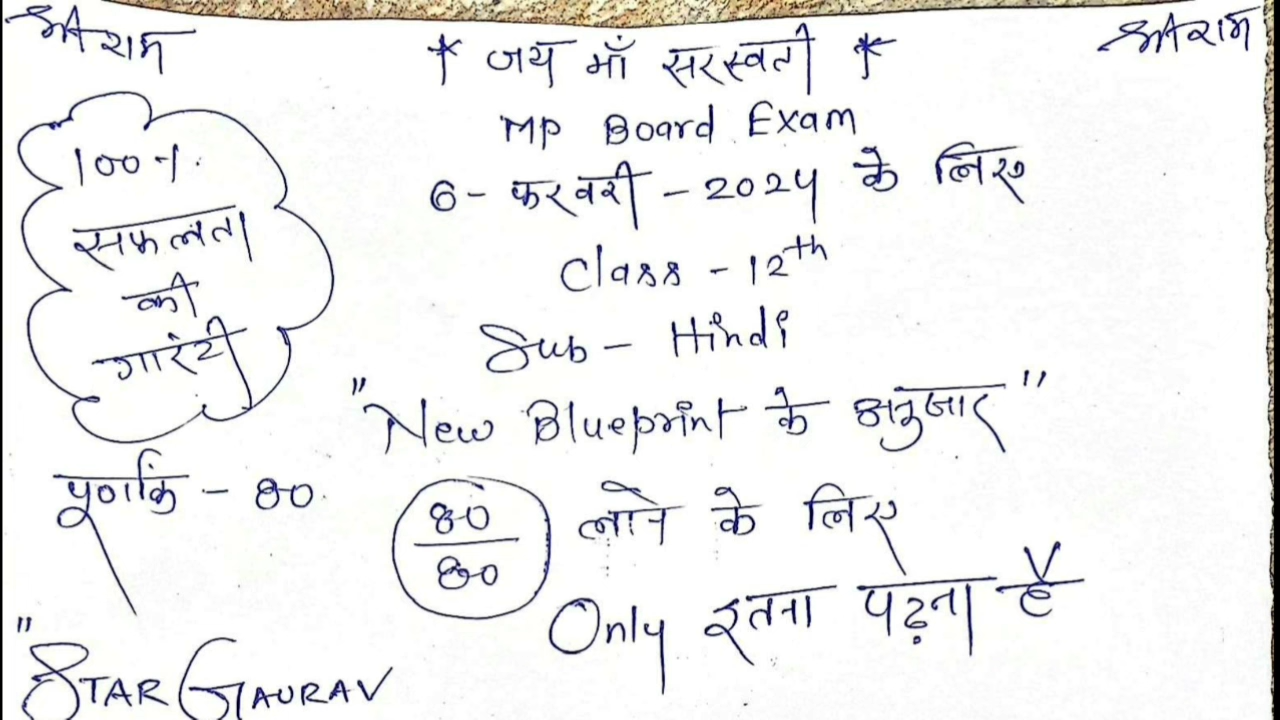 श्री राम
* जय माँ सरस्वती *
श्री राम
MP Board Exam
6- फरवरी - 2024 के लिए
Class - 12th
Sub - Hindi
"New Blueprint के अनुसार"
100%
सफलता
की
गारंटी
पूर्णांक - 80
80
80
लाने के लिए
Only इतना पढ़ना है
"STAR GAURAV